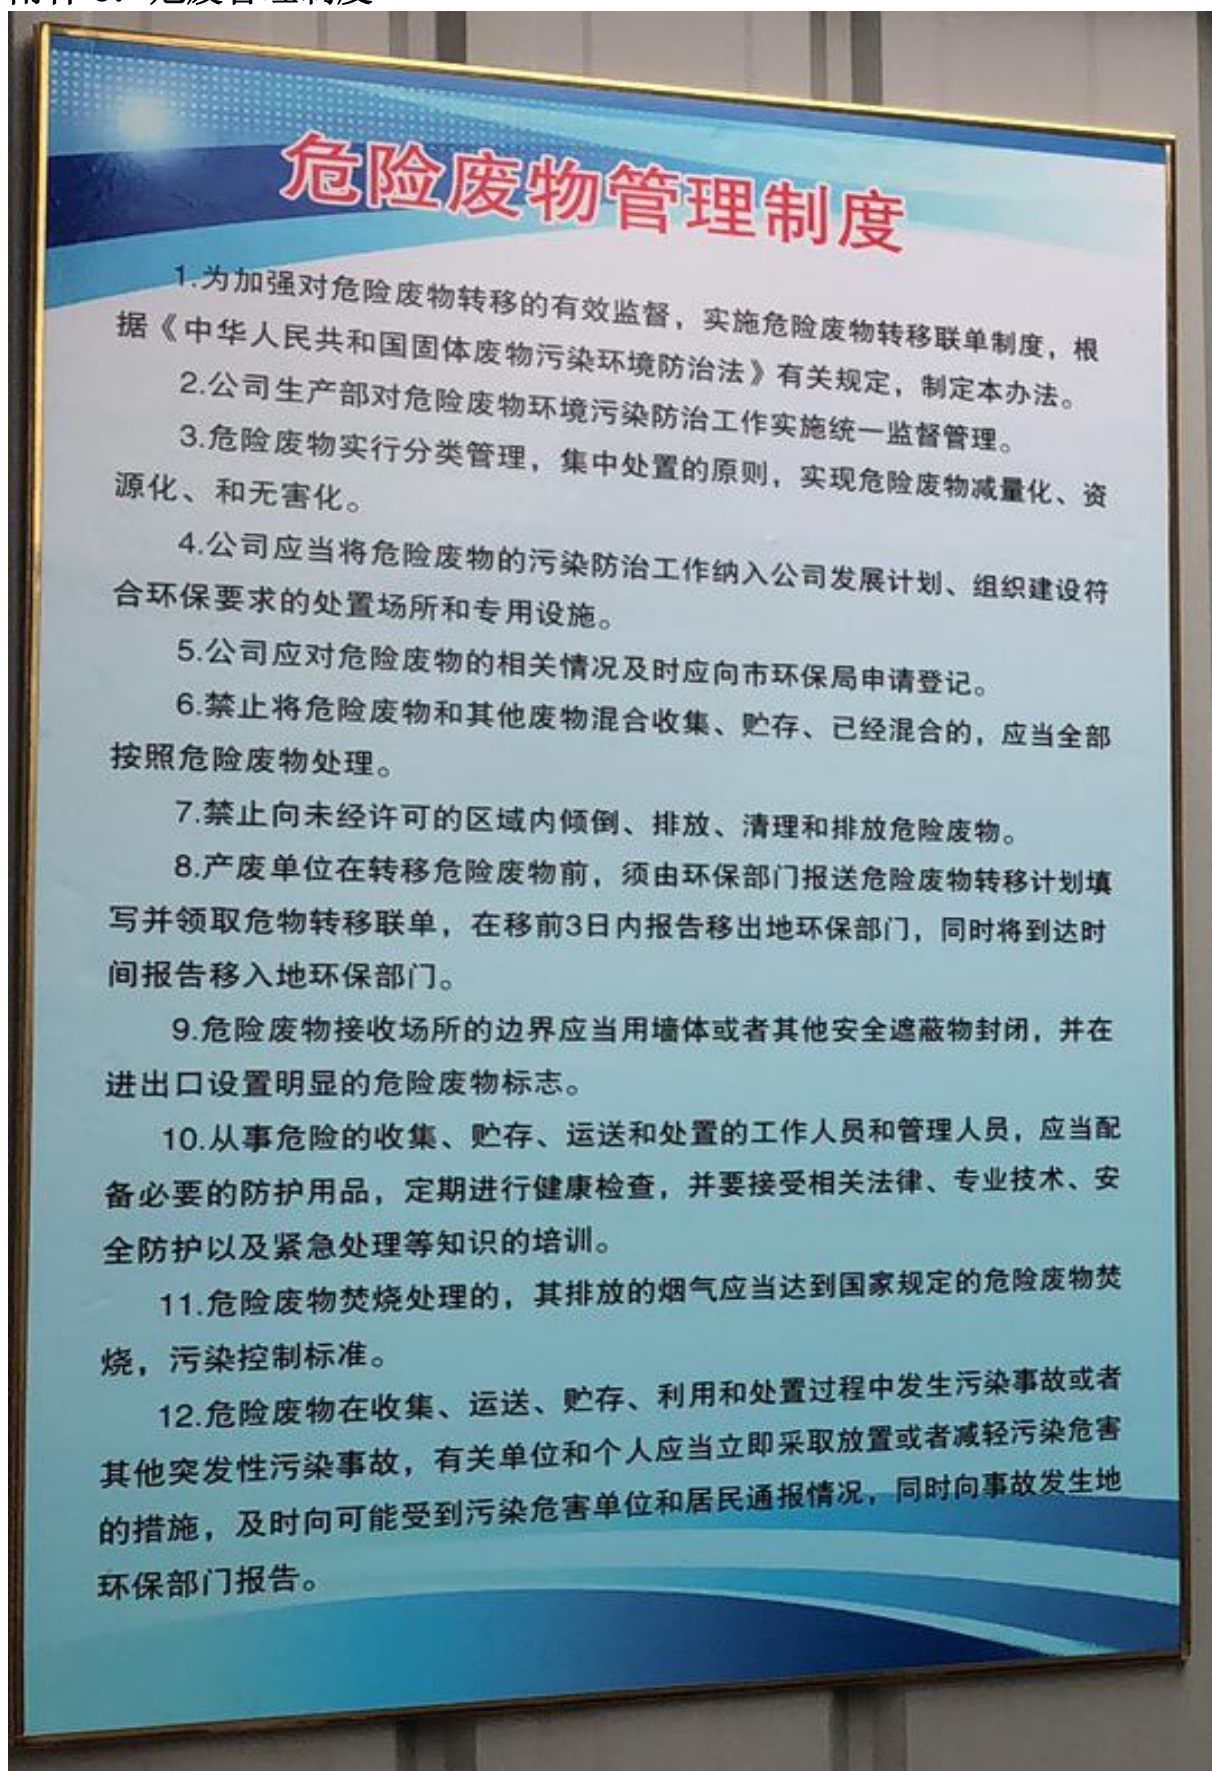 危险废物管理制度
1.为加强对危险废物转移的有效监督，实施危险废物转移联单制度，根
据《中华人民共和国固体废物污染环境防治法》有关规定，制定本办法。
2.公司生产部对危险废物环境污染防治工作实施统一监督管理。
3.危险废物实行分类管理，集中处置的原则，实现危险废物减量化、资
源化、和无害化。
4.公司应当将危险废物的污染防治工作纳入公司发展计划、组织建设符
合环保要求的处置场所和专用设施。
5.公司应对危险废物的相关情况及时应向市环保局申请登记。
6.禁止将危险废物和其他废物混合收集、贮存、已经混合的，应当全部
按照危险废物处理。
7.禁止向未经许可的区域内倾倒、排放、清理和排放危险废物。
8.产废单位在转移危险废物前，须由环保部门报送危险废物转移计划填
写并领取危物转移联单，在移前3日内报告移出地环保部门，同时将到达时
间报告移入地环保部门。
9.危险废物接收场所的边界应当用墙体或者其他安全遮蔽物封闭，并在
进出口设置明显的危险废物标志。
10.从事危险的收集、贮存、运送和处置的工作人员和管理人员，应当配
备必要的防护用品，定期进行健康检查，并要接受相关法律、专业技术、安
全防护以及紧急处理等知识的培训。
11.危险废物焚烧处理的，其排放的烟气应当达到国家规定的危险废物焚
烧，污染控制标准。
12.危险废物在收集、运送、贮存、利用和处置过程中发生污染事故或者
其他突发性污染事故，有关单位和个人应当立即采取放置或者减轻污染危害
的措施，及时向可能受到污染危害单位和居民通报情况，同时向事故发生地
环保部门报告。